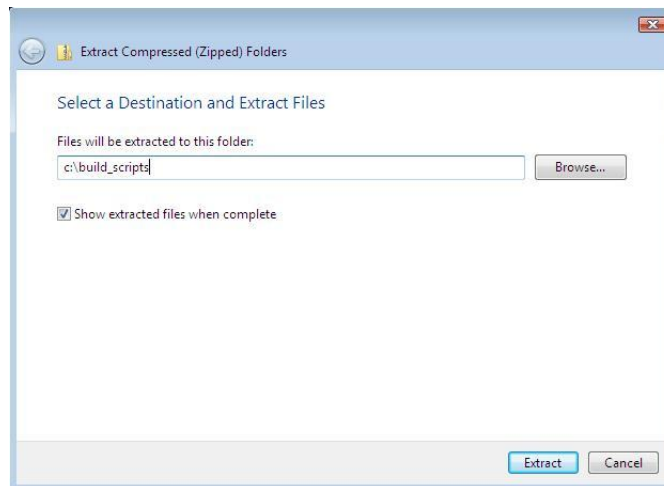 Extract Compressed (Zipped) Folders
Select a Destination and Extract Files
Files will be extracted to this folder:
c:\build_scripts
Browse...
Show extracted files when complete
Extract
Cancel